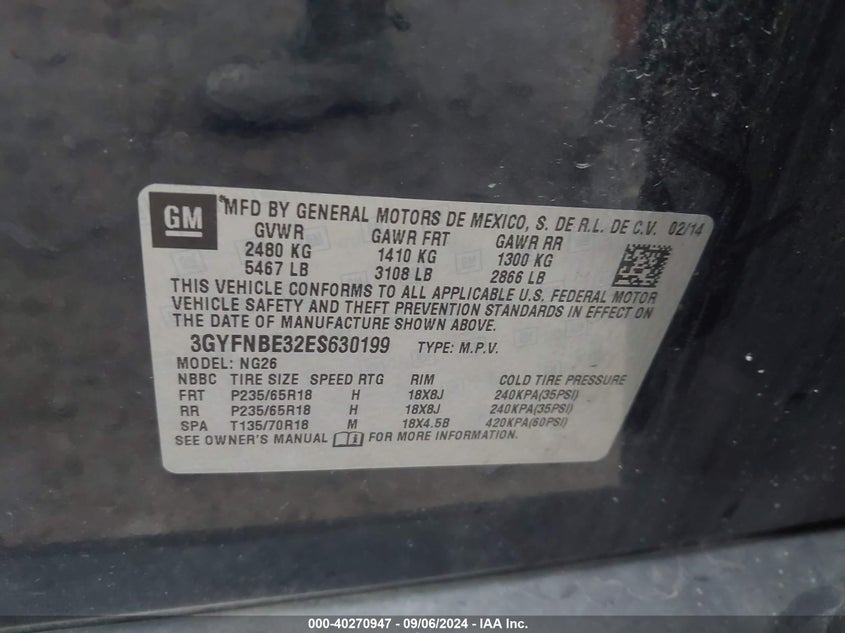 GM
MFD BY GENERAL MOTORS DE MEXICO, S. DE R.L. DE C.V. 02/14
GVWR GAWR FRT GAWR RR
2480 KG 1410 KG 1300 KG
5467 LB 3108 LB 2866 LB
THIS VEHICLE CONFORMS TO ALL APPLICABLE U.S. FEDERAL MOTOR
VEHICLE SAFETY AND THEFT PREVENTION STANDARDS IN EFFECT ON
THE DATE OF MANUFACTURE SHOWN ABOVE.
3GYFNBE32ES630199 TYPE: M.P.V.
MODEL: NG26
NBBC TIRE SIZE SPEED RTG RIM COLD TIRE PRESSURE
FRT P235/65R18 H 18X8J 240KPA(35PSI)
RR P235/65R18 H 18X8J 240KPA(35PSI)
SPA T135/70R18 M 18X4.5B 420KPA(60PSI)
SEE OWNER'S MANUAL FOR MORE INFORMATION.
000-40270947 - 09/06/2024 - IAA Inc.